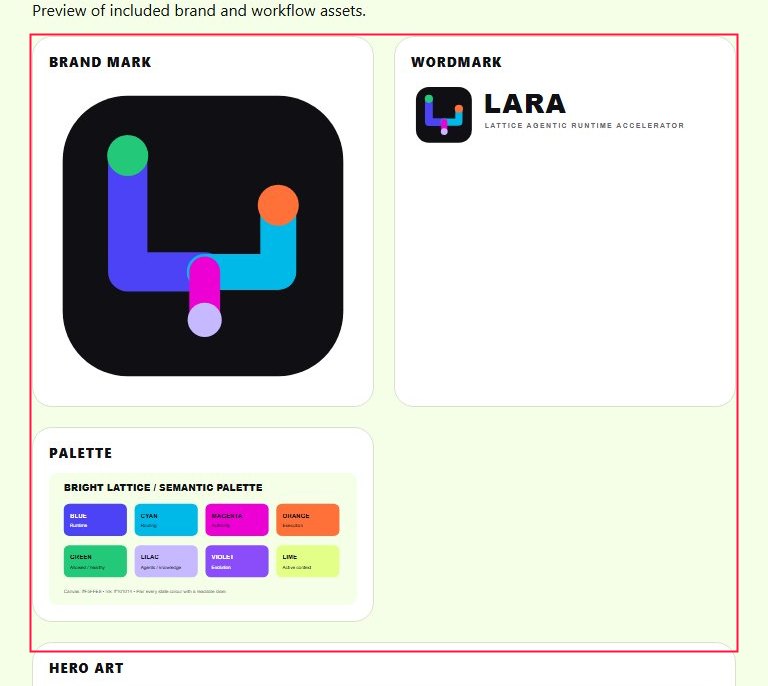 Preview of included brand and workflow assets.
BRAND MARK
WORDMARK
LARA
LATTICE AGENTIC RUNTIME ACCELERATOR
PALETTE
BRIGHT LATTICE / SEMANTIC PALETTE
BLUE
Runtime
CYAN
Routing
MAGENTA
ORANGE
Execution
GREEN
Allowed / healthy
LILAC
Agents / knowledge
VIOLET
Evolution
LIME
Active context
HERO ART